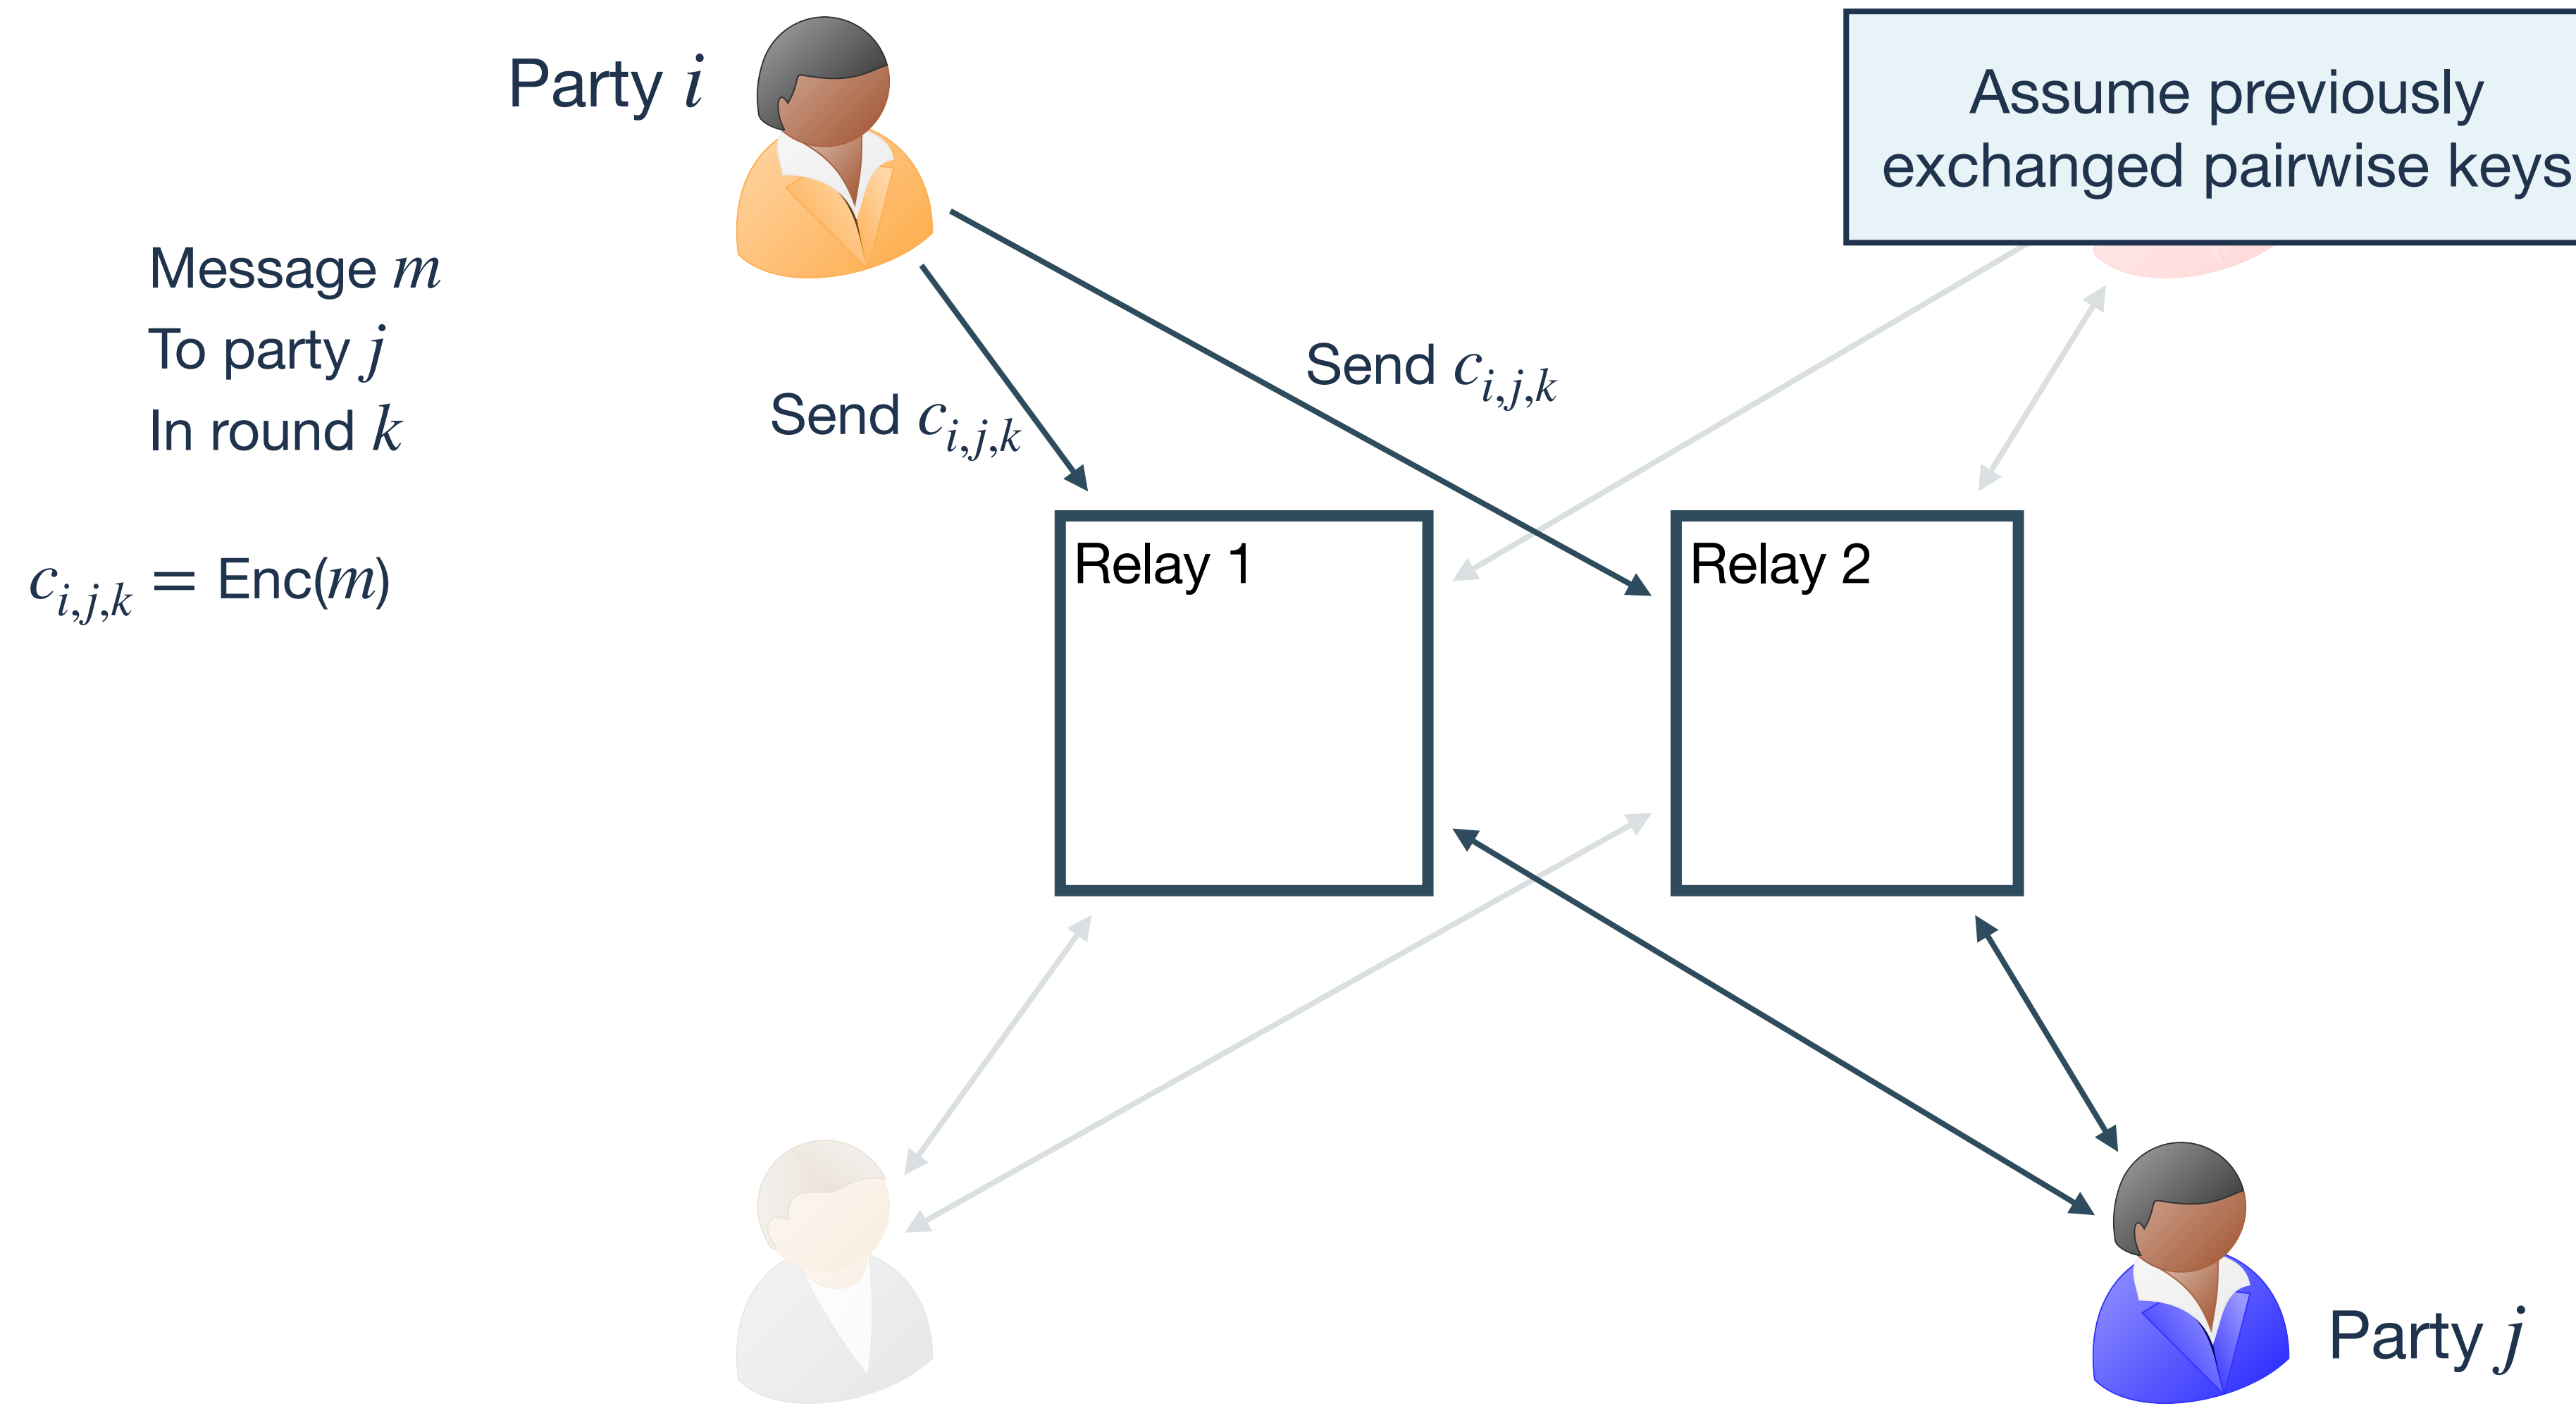 Party i
Assume previously
exchanged pairwise keys
Message m
To party j
In round k
Send c_{i,j,k}
Send c_{i,j,k}
c_{i,j,k} = Enc(m)
Relay 1
Relay 2
Party j